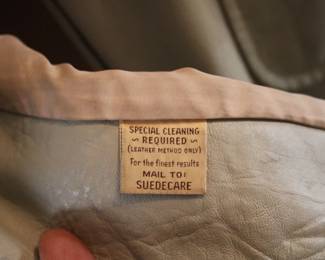 SPECIAL CLEANING
~ REQUIRED ~
(LEATHER METHOD ONLY)
For the finest results
MAIL TO:
SUEDECARE